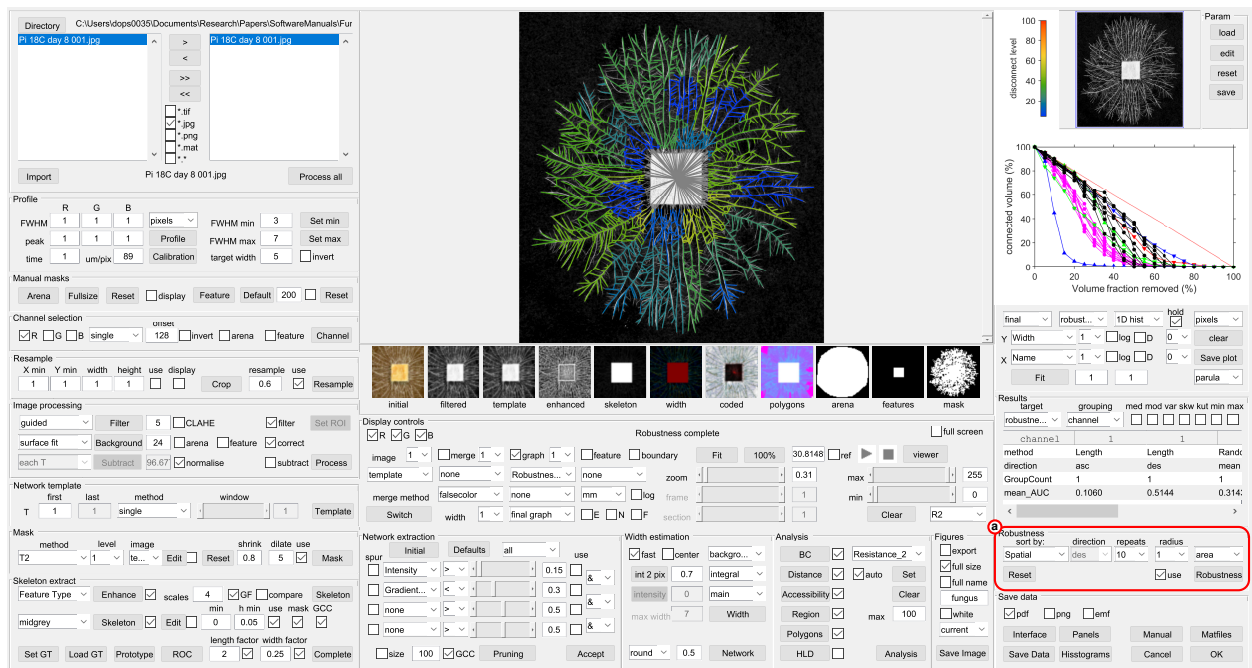 Directory C:\Users\dops0035\Documents\Research\Papers\SoftwareManuals\Fur
Pi 18C day 8 001.jpg
>
<
>>
<<
*.tif
*.jpg
*.png
*.mat
*.*
Pi 18C day 8 001.jpg
Import Pi 18C day 8 001.jpg Process all
Profile
R G B
FWHM 1 1 1 pixels FWHM min 3 Set min
peak 1 1 1 Profile FWHM max 7 Set max
time 1 um/pix 89 Calibration target width 5 invert
Manual masks
Arena Fullsize Reset display Feature Default 200 Reset
Channel selection
offset
R G B single 128 invert arena feature Channel
Resample
X min Y min width height use display resample use
1 1 1 1 Crop 0.6 Resample
Image processing
guided Filter 5 CLAHE filter Set ROI
surface fit Background 24 arena feature correct
each T Subtract 96.67 normalise subtract Process
Network template
first last method window
T 1 1 single 1 Template
Mask
method level image shrink dilate use
T2 1 te... Edit Reset 0.8 5 Mask
Skeleton extract
Feature Type Enhance scales 4 GF compare Skeleton
min h min use mask GCC
midgrey Skeleton Edit 0 0.05
length factor width factor
Set GT Load GT Prototype ROC 2 0.25 Complete
initial filtered template enhanced skeleton width coded polygons arena features mask
Display controls
R G B Robustness complete full screen
image 1 merge 1 graph 1 feature boundary Fit 100% 30.8148 ref viewer
template none Robustnes... none zoom 0.31 max 255
merge method falsecolor none mm log frame 1 min 0
Switch width 1 final graph E N F section 1 Clear R2
Network extraction
spur Initial Defaults all use
Intensity > 0.15 &
Gradient... > 0.3 &
none > 0.5 &
none > 0.5
size 100 GCC Pruning Accept
Width estimation
fast center backgro...
int 2 pix 0.7 integral
intensity 0 main
max width 7 Width
round 0.5 Network
Analysis
BC Resistance_2
Distance auto Set
Accessibility Clear
Region max 100
Polygons
HLD Analysis
Figures
export
full size
full name
fungus
white
current
Save Image
disconnect level
100
80
60
40
20
Param
load
edit
reset
save
connected volume (%)
100
80
60
40
20
0
0 20 40 60 80 100
Volume fraction removed (%)
final robust... 1D hist hold pixels
Y Width 1 log D 0 clear
X Name 1 log D 0 Save plot
Fit 1 1 parula
Results
target grouping med mod var skw kut min max
robustne... channel
channel 1 1
method Length Length Rando
direction asc des mean
GroupCount 1 1 1
mean_AUC 0.1060 0.5144 0.314
a
Robustness
sort by: direction repeats radius
Spatial des 10 1 area
Reset use Robustness
Save data
pdf png emf
Interface Panels Manual Matfiles
Save Data Hisstograms Cancel OK